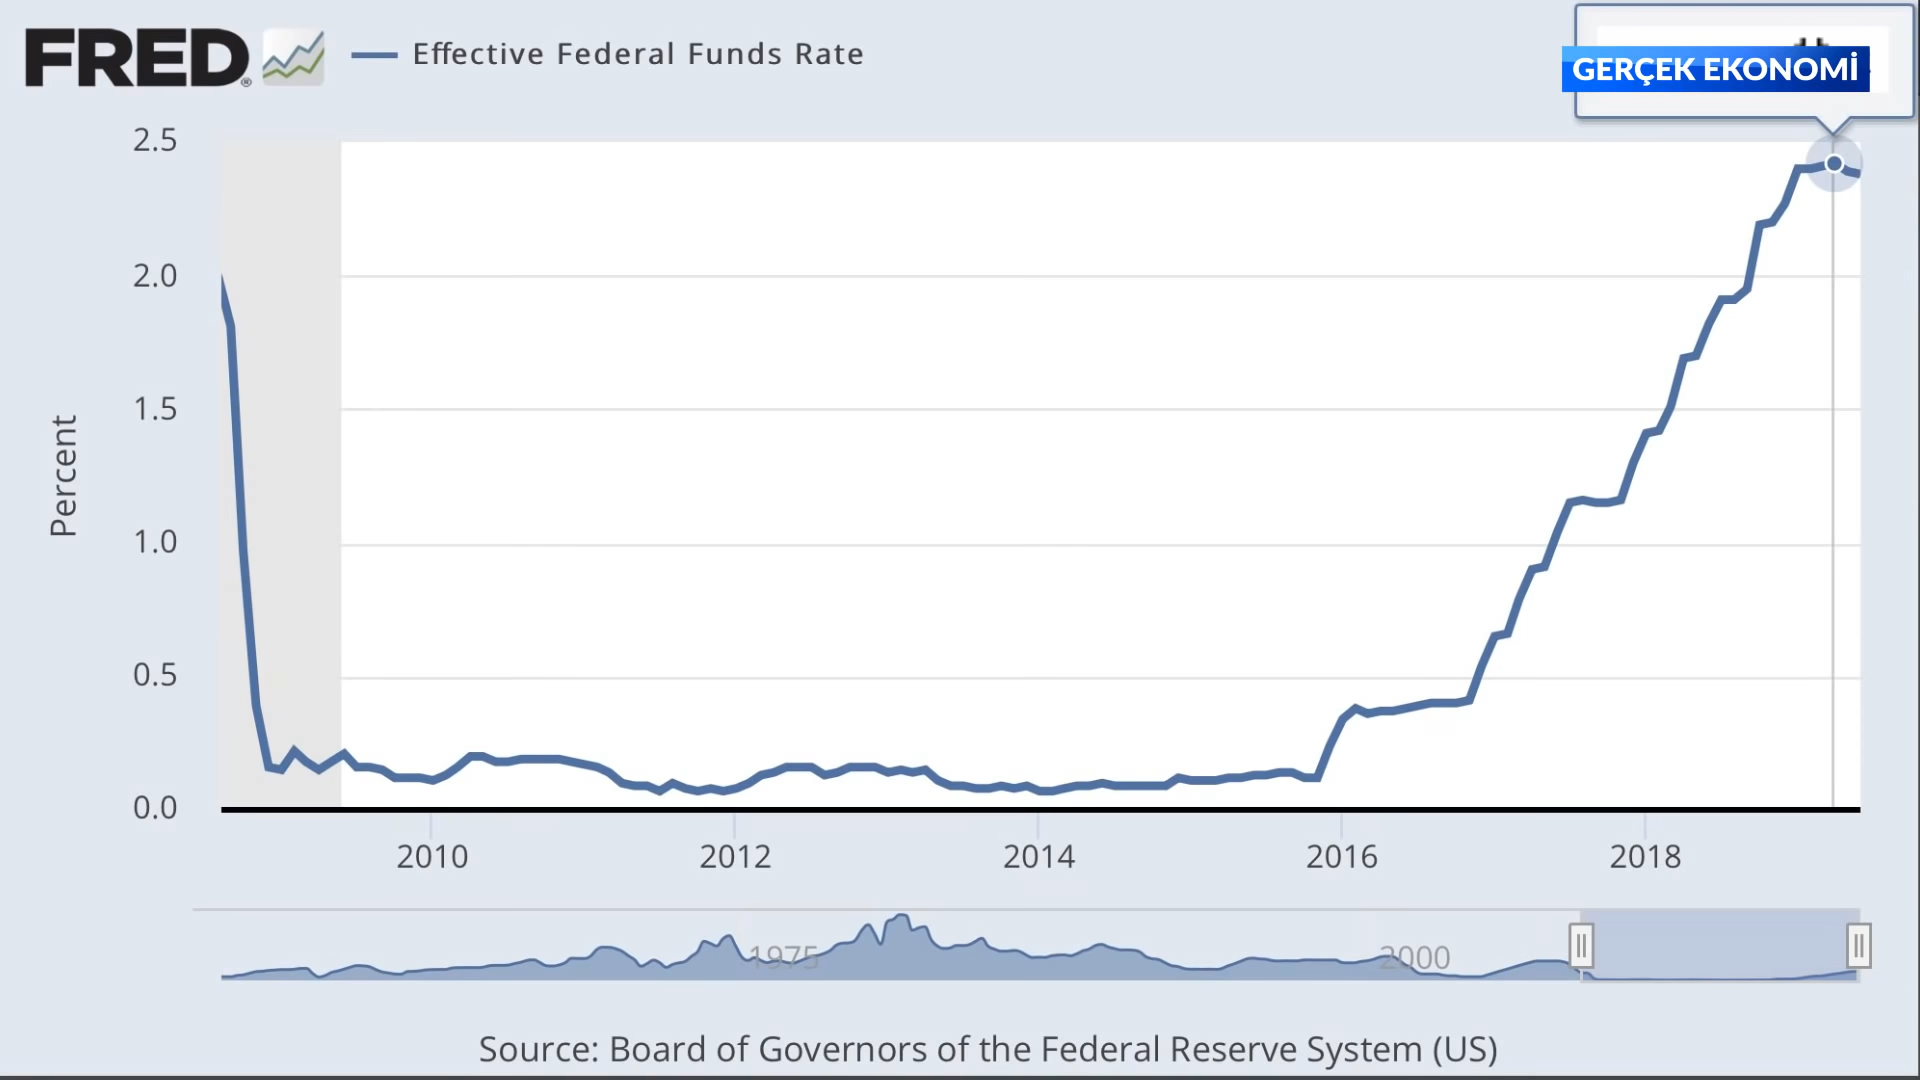 FRED® Effective Federal Funds Rate
GERÇEK EKONOMİ
2.5
2.0
1.5
1.0
0.5
0.0
Percent
2010 2012 2014 2016 2018
1975 2000
Source: Board of Governors of the Federal Reserve System (US)